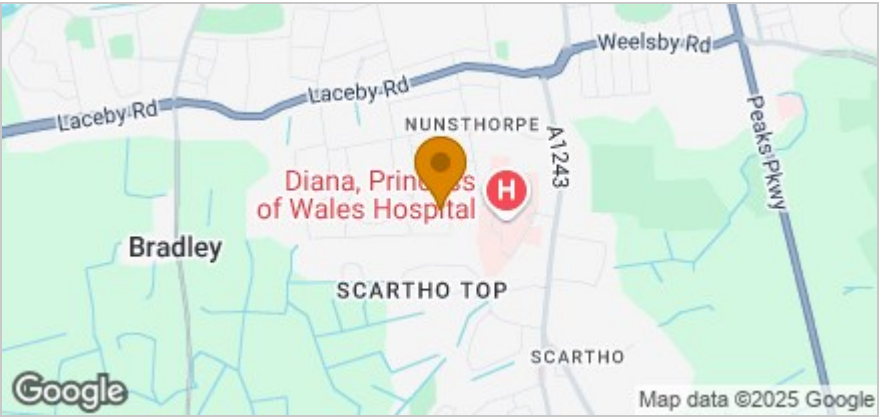 Weelsby Rd
Laceby Rd
Laceby Rd
NUNSTHORPE
A1243
Peaks Pkwy
Diana, Princess
of Wales Hospital
H
Bradley
SCARTHO TOP
SCARTHO
Google
Map data ©2025 Google